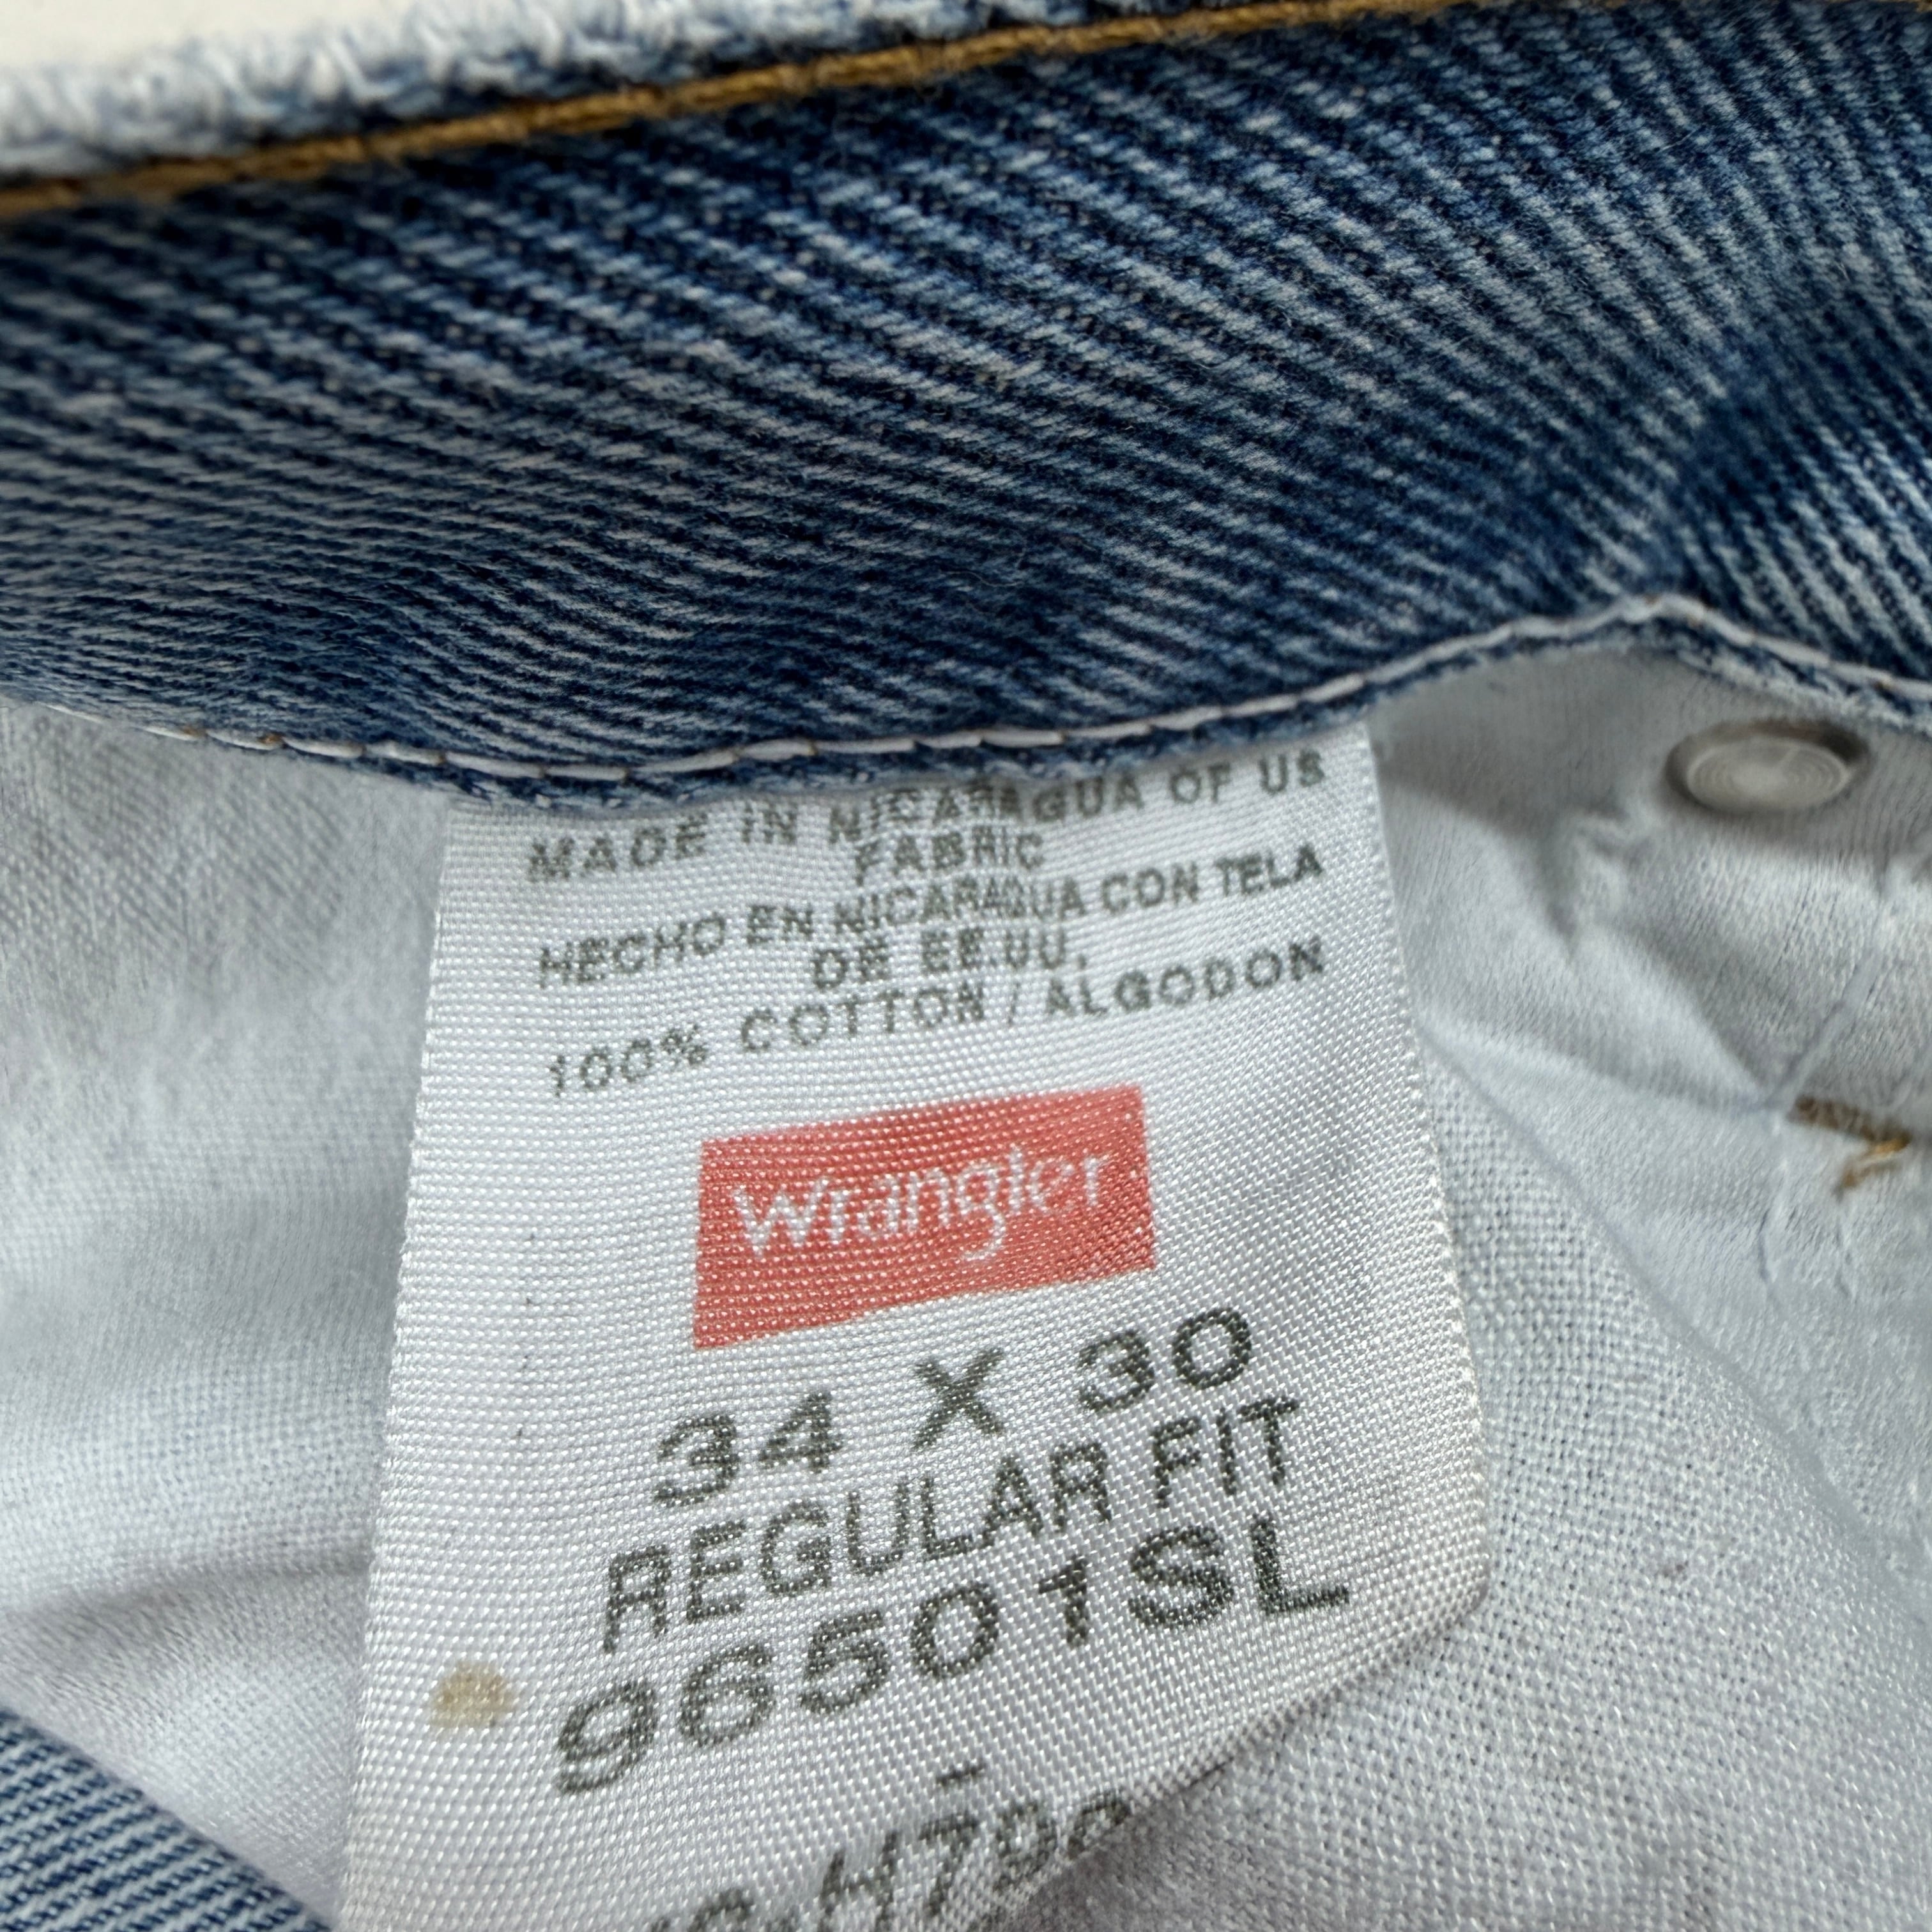 MADE IN NICARAGUA OF US
FABRIC
HECHO EN NICARAGUA CON TELA
DE EE.UU.
100% COTTON / ALGODON
Wrangler
34 X 30
REGULAR FIT
96501SL
-